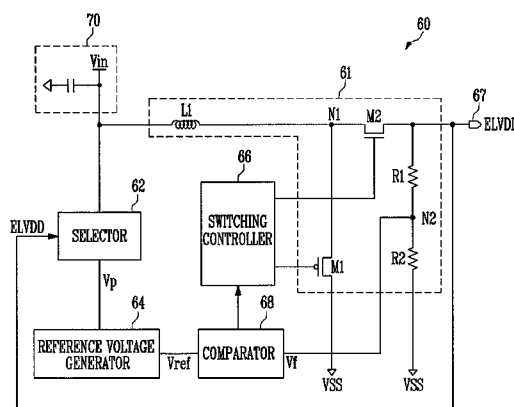 70
60
Vin
61
67
L1
N1
M2
ELVDD
66
R1
62
N2
ELVDD
SELECTOR
SWITCHING
CONTROLLER
M1
R2
Vp
64
68
REFERENCE VOLTAGE
GENERATOR
Vref
COMPARATOR
Vf
VSS
VSS